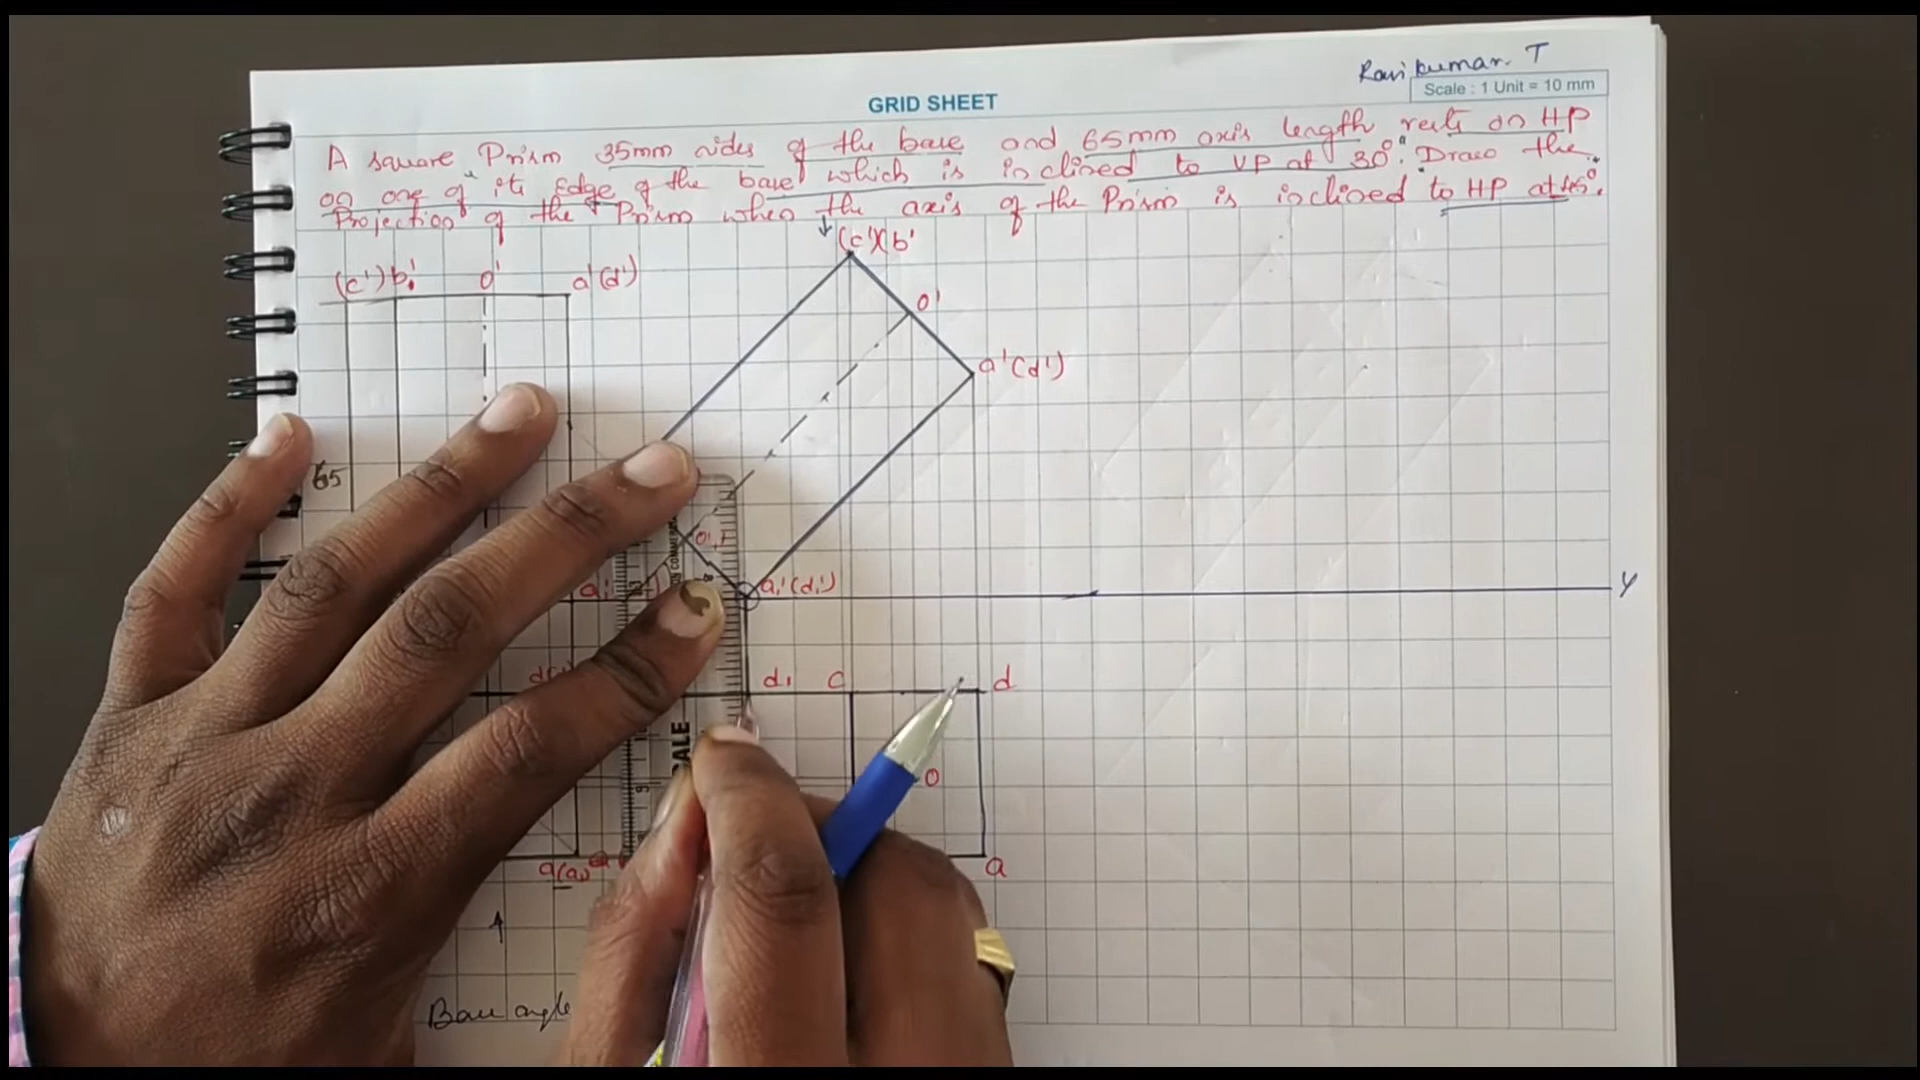 Ravikumar. T
Scale : 1 Unit = 10 mm
GRID SHEET
A square Prism 35mm sides of the base and 65mm axis length rests on HP
on one of its Edge of the base which is inclined to VP at 30°. Draw the
Projection of the Prism when the axis of the Prism is inclined to HP at 45°.
(c')(b'
(c') b' o' a'(d')
o'
a'(d')
65
a₁' a₁'(d₁') y
d₁ c d
o
a(a₁) a
Base angle